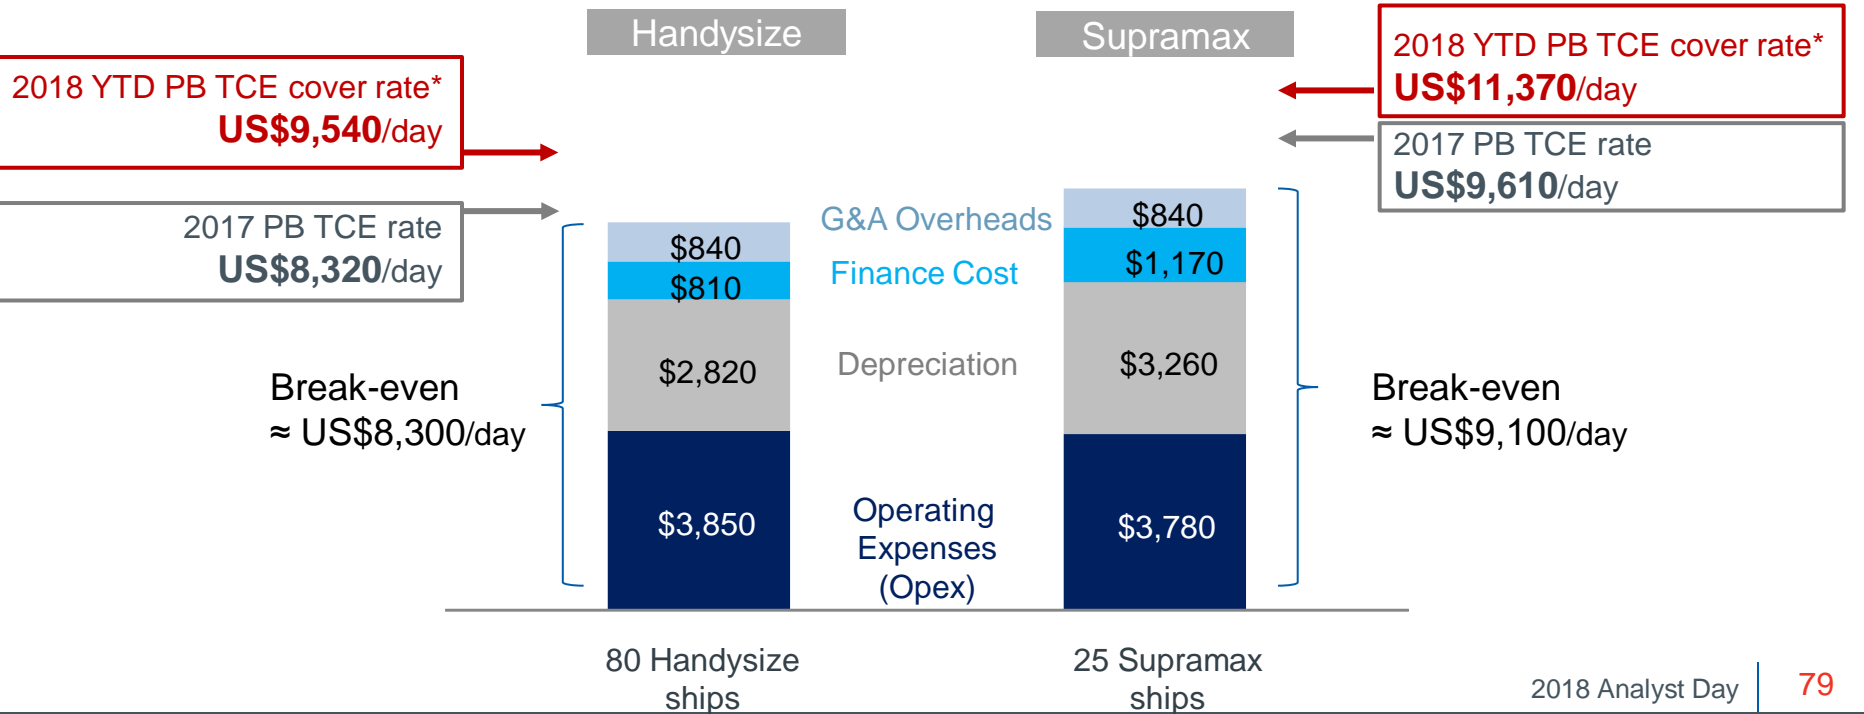 Handysize
Supramax
2018 YTD PB TCE cover rate*
US$9,540/day
2017 PB TCE rate
US$8,320/day
2018 YTD PB TCE cover rate*
US$11,370/day
2017 PB TCE rate
US$9,610/day
$840
G&A Overheads
$840
$810
Finance Cost
$1,170
$2,820
Depreciation
$3,260
Break-even
≈ US$8,300/day
Break-even
≈ US$9,100/day
$3,850
Operating
Expenses
(Opex)
$3,780
80 Handysize
ships
25 Supramax
ships
2018 Analyst Day
79